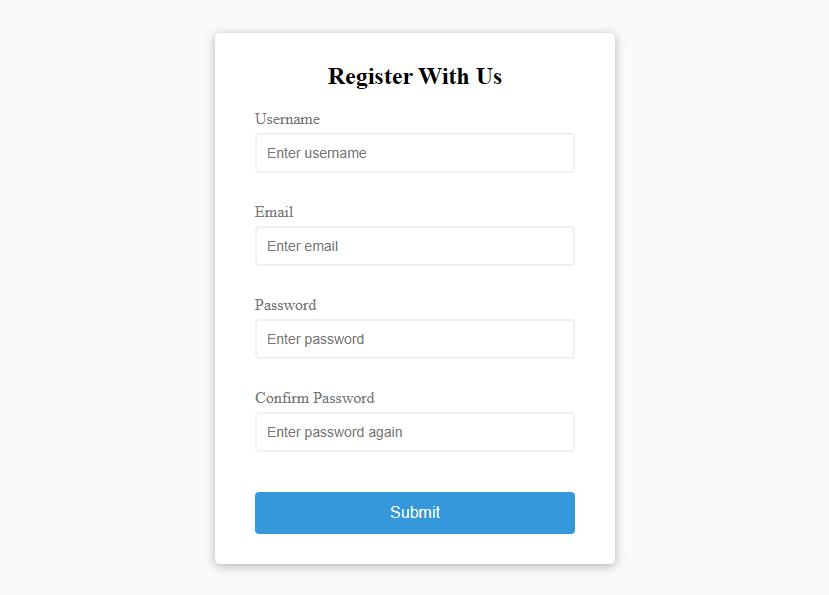 Register With Us
Username
Enter username
Email
Enter email
Password
Enter password
Confirm Password
Enter password again
Submit